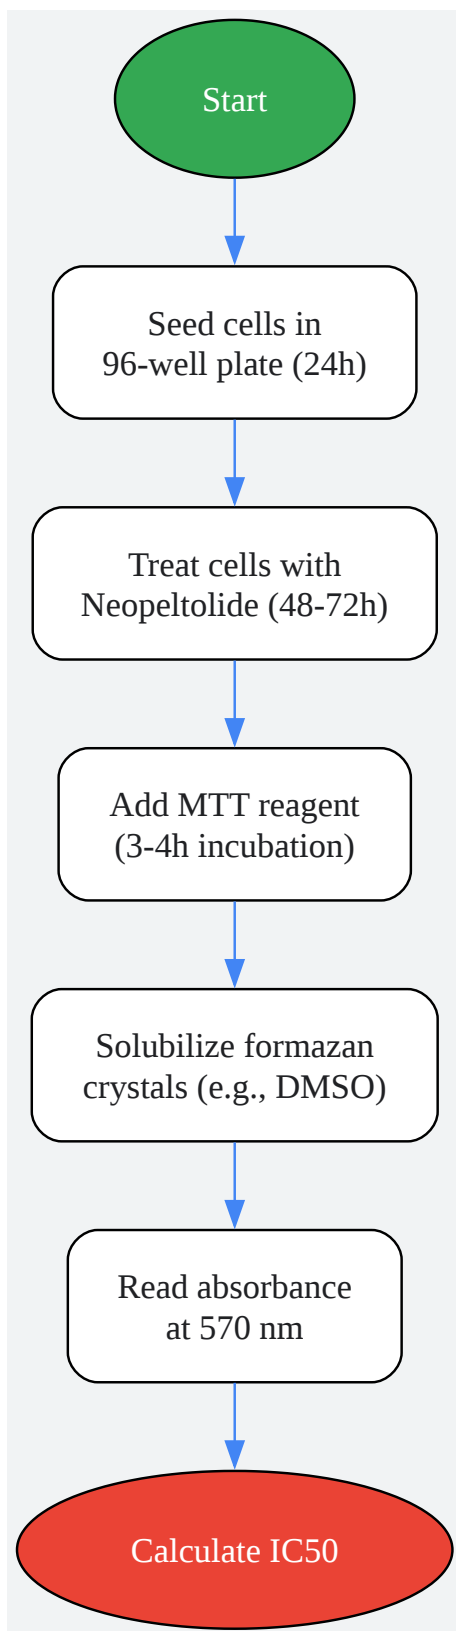 Start
Seed cells in
96-well plate (24h)
Treat cells with
Neopeltolide (48-72h)
Add MTT reagent
(3-4h incubation)
Solubilize formazan
crystals (e.g., DMSO)
Read absorbance
at 570 nm
Calculate IC50